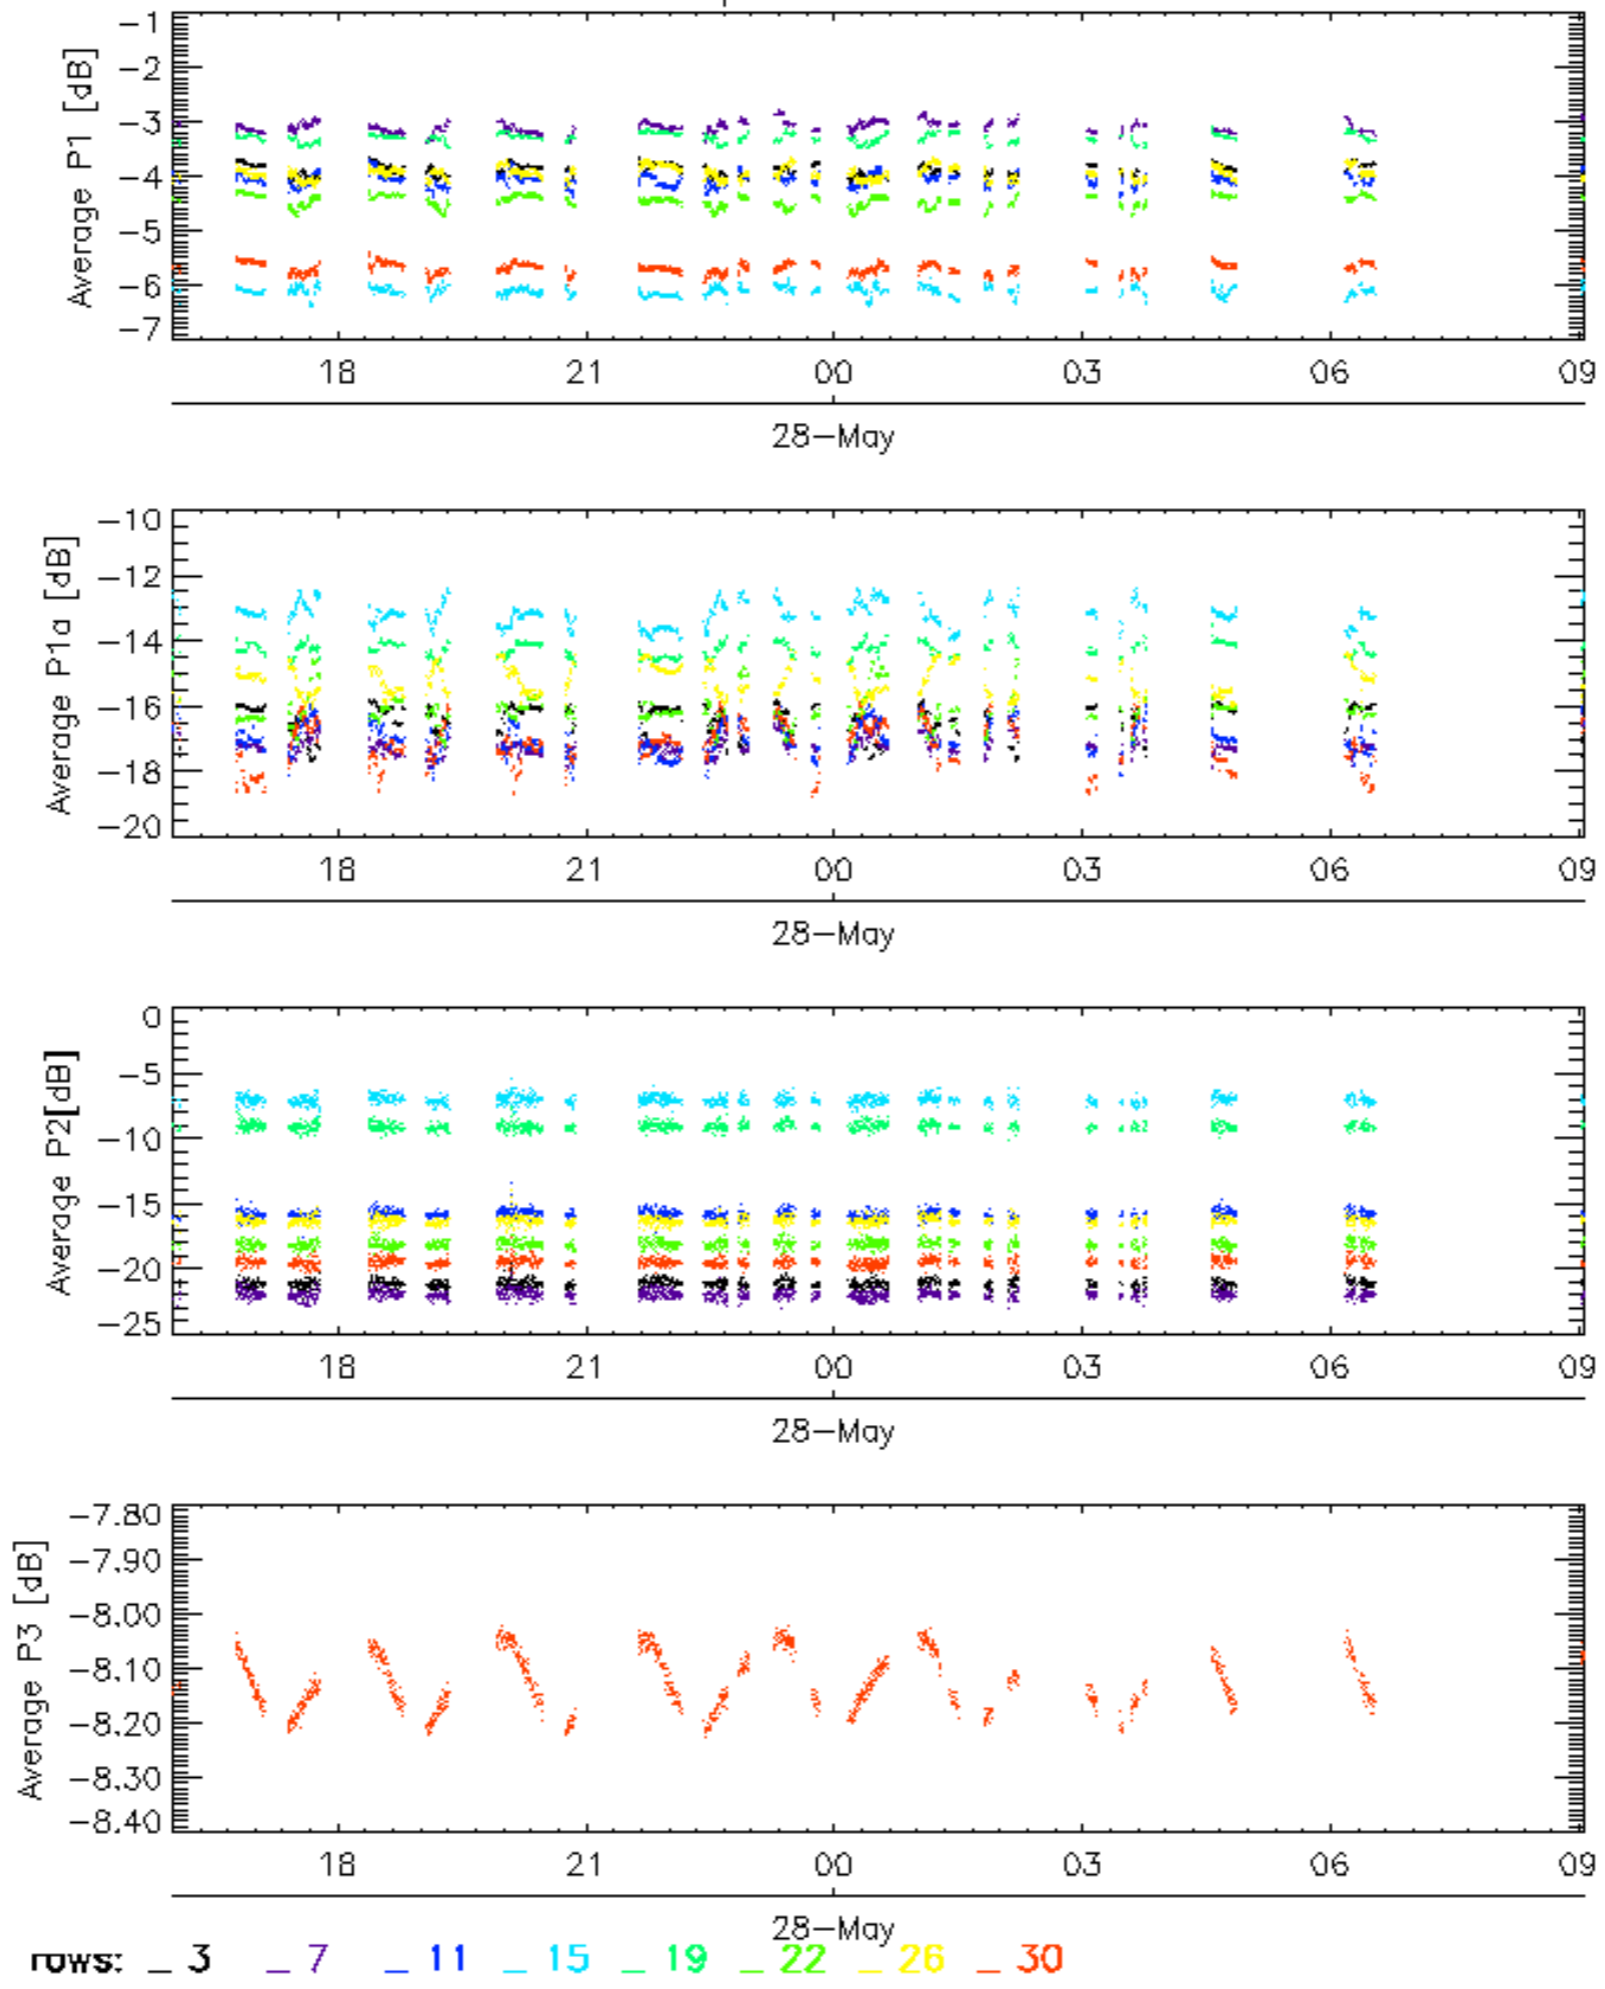 Average P1 [dB]
-1
-2
-3
-4
-5
-6
-7
18 21 00 03 06 09
28-May
Average P1a [dB]
-10
-12
-14
-16
-18
-20
18 21 00 03 06 09
28-May
Average P2[dB]
0
-5
-10
-15
-20
-25
18 21 00 03 06 09
28-May
Average P3 [dB]
-7.80
-7.90
-8.00
-8.10
-8.20
-8.30
-8.40
18 21 00 03 06 09
28-May
rows: _ 3 _ 7 _ 11 _ 15 _ 19 _ 22 _ 26 _ 30